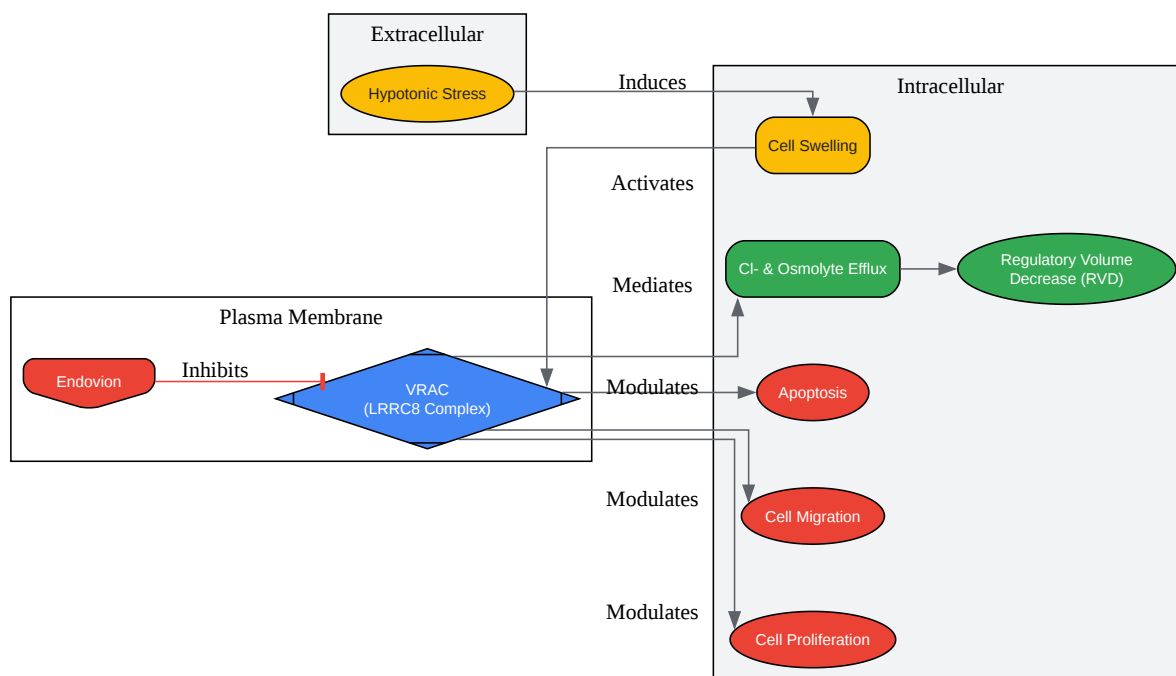 Extracellular
Hypotonic Stress
Induces
Intracellular
Cell Swelling
Activates
Cl- & Osmolyte Efflux
Regulatory Volume
Decrease (RVD)
Mediates
Plasma Membrane
Endovion
Inhibits
VRAC
(LRRC8 Complex)
Modulates
Apoptosis
Modulates
Cell Migration
Modulates
Cell Proliferation